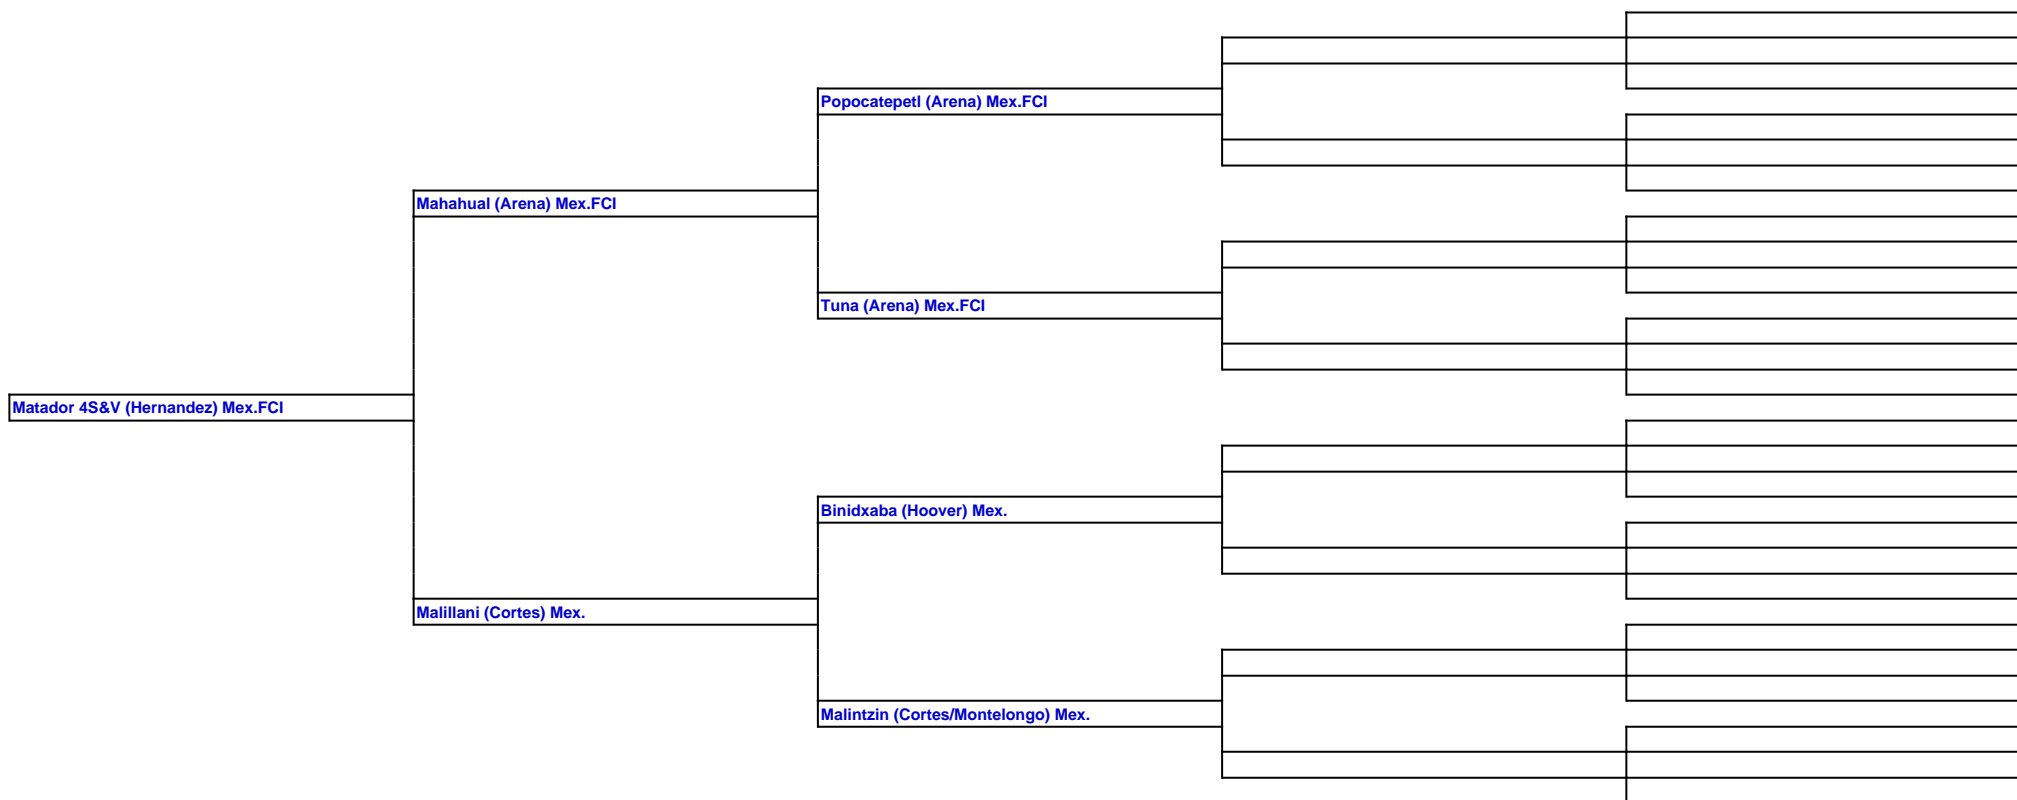 Popocatepetl (Arena) Mex.FCI
Mahahual (Arena) Mex.FCI
Tuna (Arena) Mex.FCI
Matador 4S&V (Hernandez) Mex.FCI
Binidxaba (Hoover) Mex.
Malillani (Cortes) Mex.
Malintzin (Cortes/Montelongo) Mex.